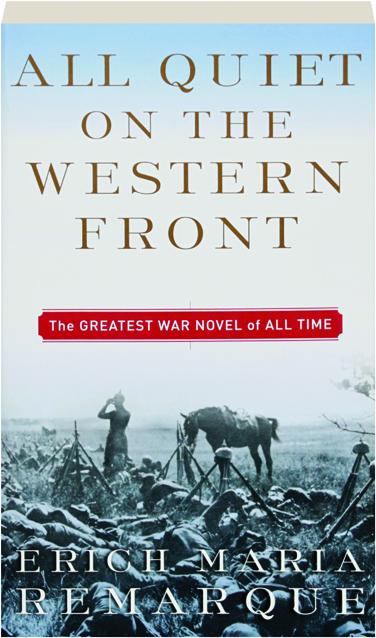 ALL QUIET
ON THE
WESTERN
FRONT
The GREATEST WAR NOVEL of ALL TIME
ERICH MARIA
REMARQUE